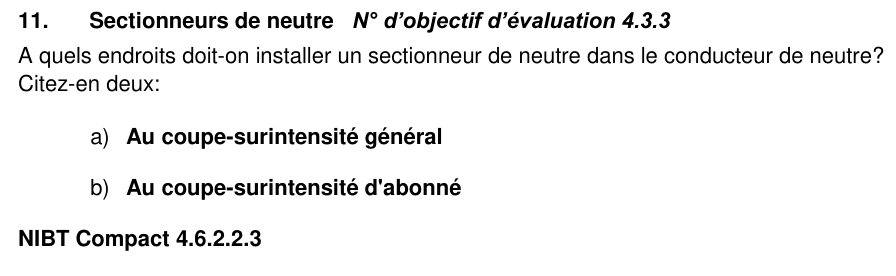 11. Sectionneurs de neutre N° d’objectif d’évaluation 4.3.3
A quels endroits doit-on installer un sectionneur de neutre dans le conducteur de neutre?
Citez-en deux:
a) Au coupe-surintensité général
b) Au coupe-surintensité d'abonné
NIBT Compact 4.6.2.2.3